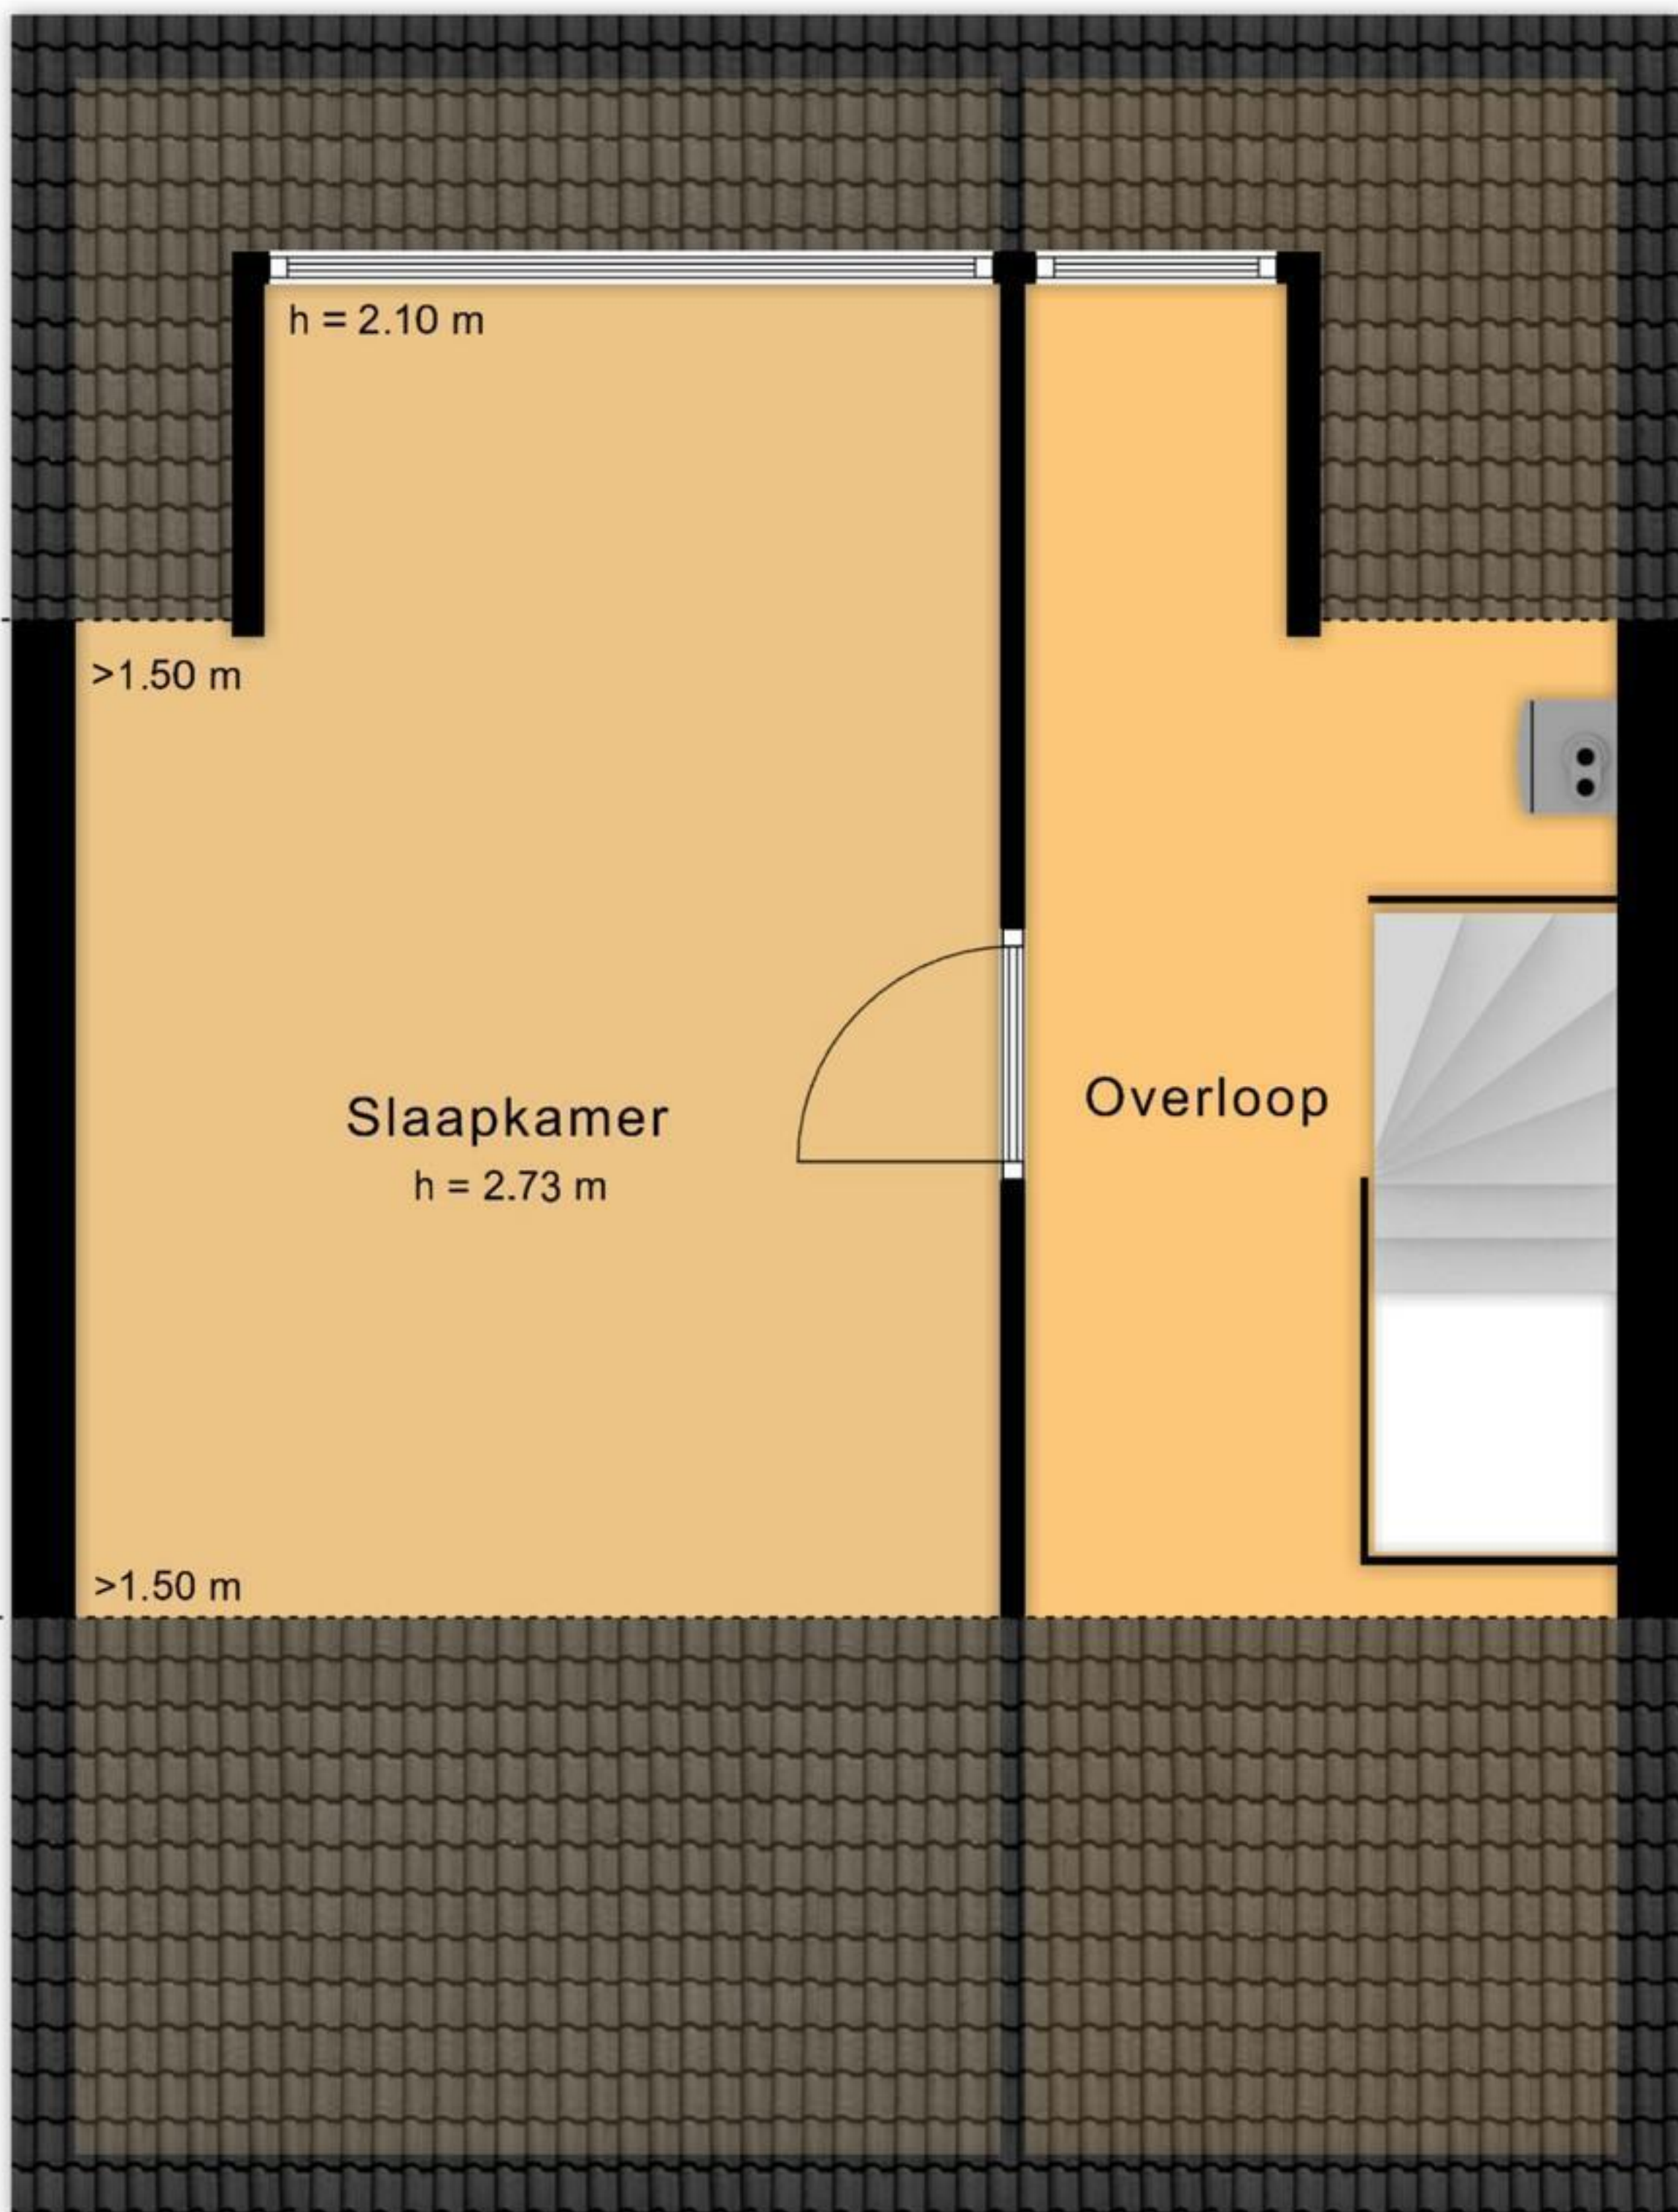 h = 2.10 m
>1.50 m
Overloop
Slaapkamer
h = 2.73 m
>1.50 m